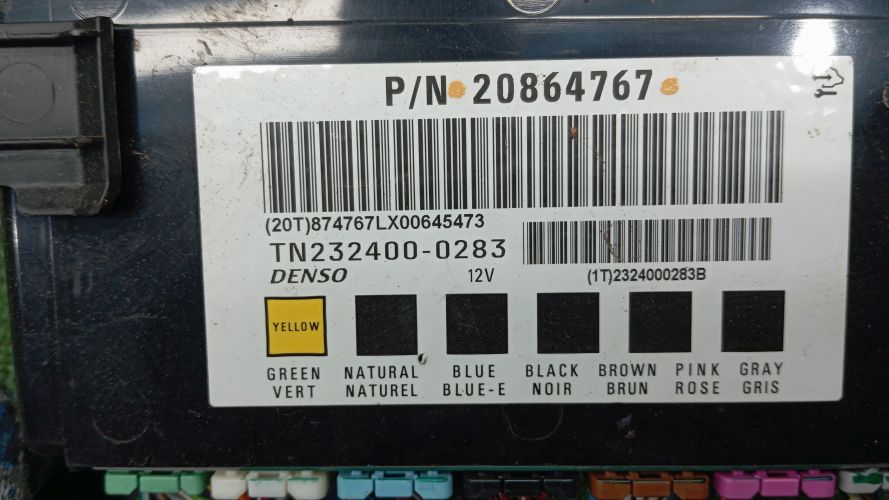 P/N 20864767
(20T)874767LX00645473
TN232400-0283
DENSO 12V (1T)2324000283B
YELLOW
GREEN NATURAL BLUE BLACK BROWN PINK GRAY
VERT NATUREL BLUE-E NOIR BRUN ROSE GRIS